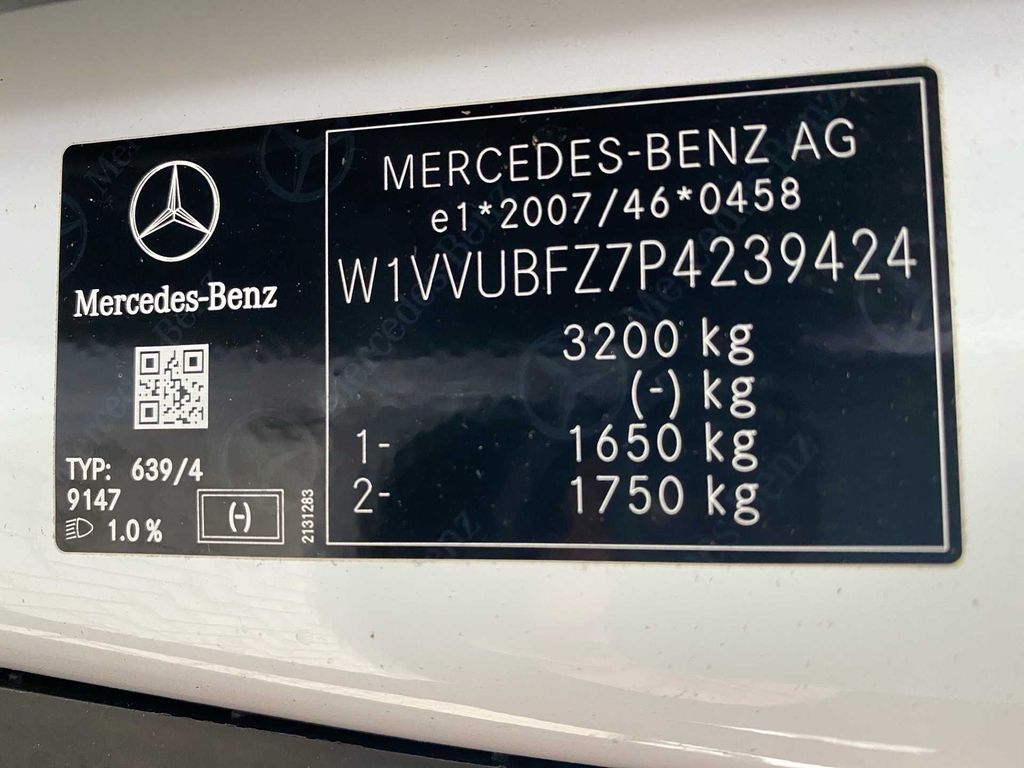 Mercedes-Benz
TYP: 639/4
9147
1.0 %
(-)
2131283
MERCEDES-BENZ AG
e1*2007/46*0458
W1VVUBFZ7P4239424
3200 kg
(-) kg
1- 1650 kg
2- 1750 kg